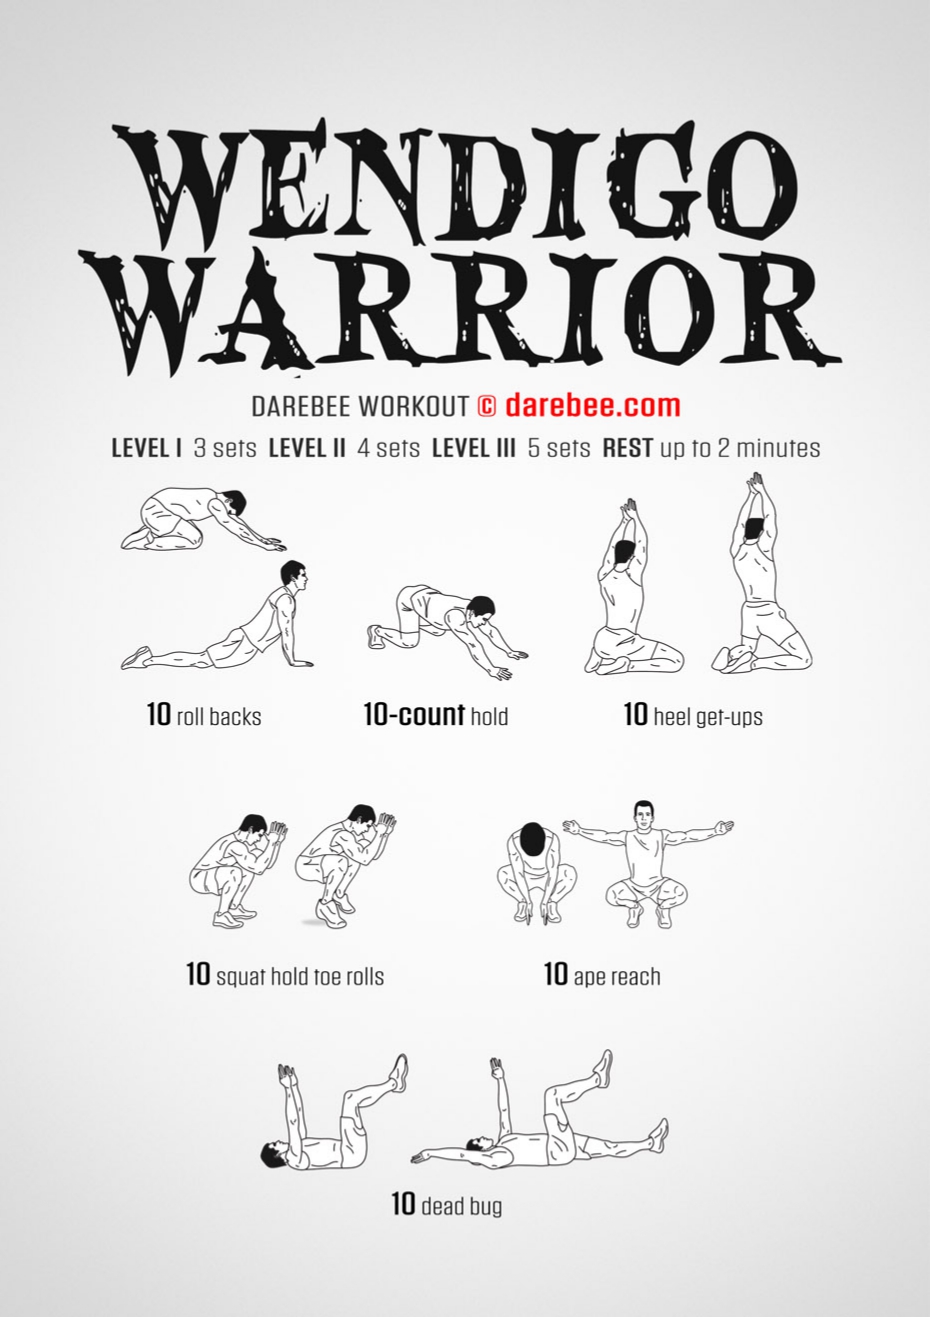 WENDIGO
WARRIOR
DAREBEE WORKOUT © darebee.com
LEVEL I 3 sets LEVEL II 4 sets LEVEL III 5 sets REST up to 2 minutes
10 roll backs
10-count hold
10 heel get-ups
10 squat hold toe rolls
10 ape reach
10 dead bug